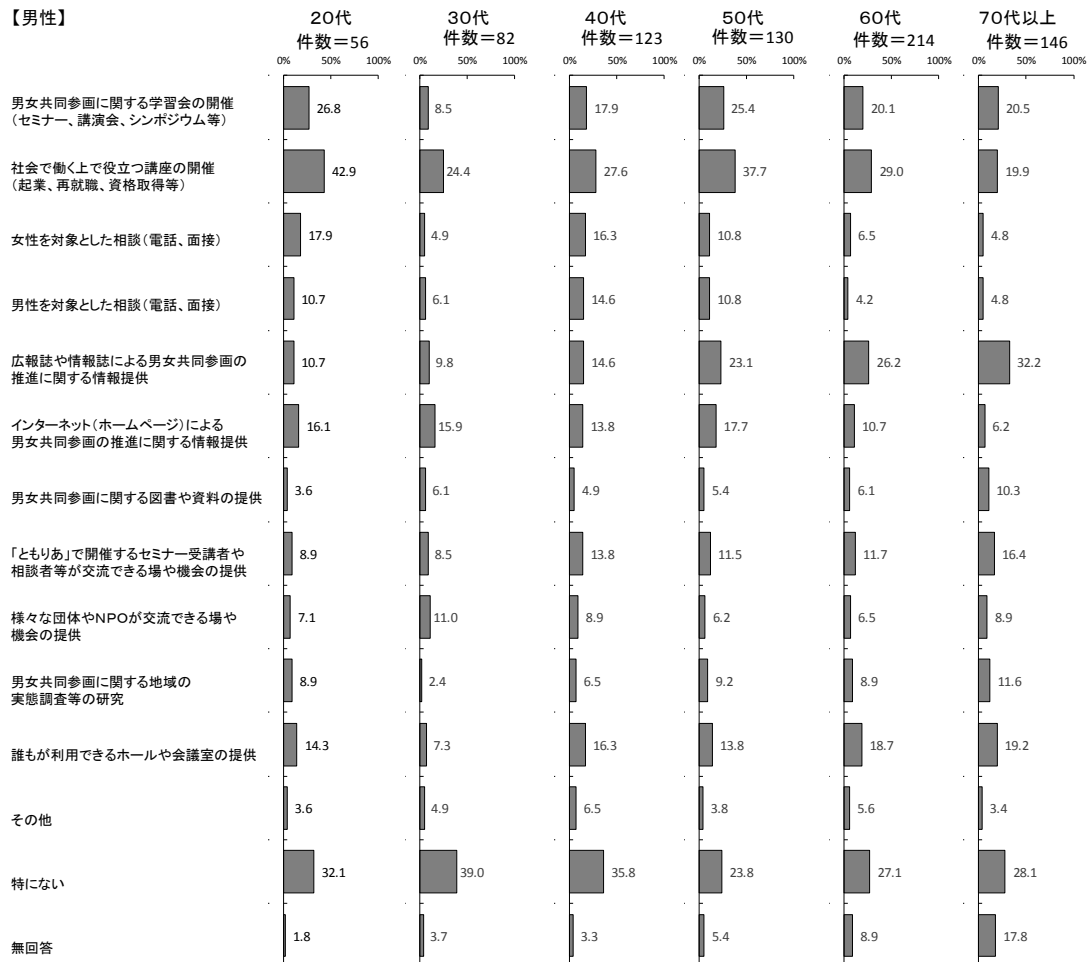 【男性】
20代 30代 40代 50代 60代 70代以上
件数=56 件数=82 件数=123 件数=130 件数=214 件数=146
0% 50% 100% 0% 50% 100% 0% 50% 100% 0% 50% 100% 0% 50% 100% 0% 50% 100%
男女共同参画に関する学習会の開催
(セミナー、講演会、シンポジウム等)
26.8 8.5 17.9 25.4 20.1 20.5
社会で働く上で役立つ講座の開催
(起業、再就職、資格取得等)
42.9 24.4 27.6 37.7 29.0 19.9
女性を対象とした相談(電話、面接)
17.9 4.9 16.3 10.8 6.5 4.8
男性を対象とした相談(電話、面接)
10.7 6.1 14.6 10.8 4.2 4.8
広報誌や情報誌による男女共同参画の
推進に関する情報提供
10.7 9.8 14.6 23.1 26.2 32.2
インターネット(ホームページ)による
男女共同参画の推進に関する情報提供
16.1 15.9 13.8 17.7 10.7 6.2
男女共同参画に関する図書や資料の提供
3.6 6.1 4.9 5.4 6.1 10.3
「ともりあ」で開催するセミナー受講者や
相談者等が交流できる場や機会の提供
8.9 8.5 13.8 11.5 11.7 16.4
様々な団体やNPOが交流できる場や
機会の提供
7.1 11.0 8.9 6.2 6.5 8.9
男女共同参画に関する地域の
実態調査等の研究
8.9 2.4 6.5 9.2 8.9 11.6
誰もが利用できるホールや会議室の提供
14.3 7.3 16.3 13.8 18.7 19.2
その他
3.6 4.9 6.5 3.8 5.6 3.4
特にない
32.1 39.0 35.8 23.8 27.1 28.1
無回答
1.8 3.7 3.3 5.4 8.9 17.8